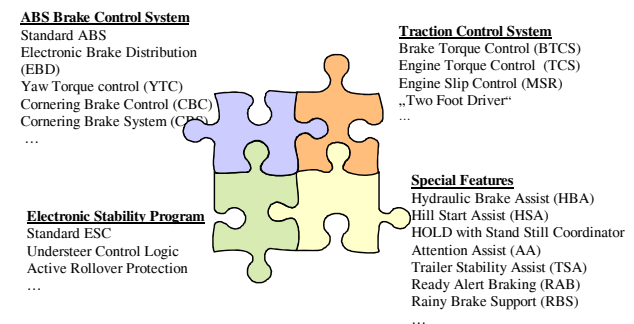 ABS Brake Control System
Standard ABS
Electronic Brake Distribution
(EBD)
Yaw Torque control (YTC)
Cornering Brake Control (CBC)
Cornering Brake System (CBS)
…
Traction Control System
Brake Torque Control (BTCS)
Engine Torque Control (TCS)
Engine Slip Control (MSR)
„Two Foot Driver“
...
Electronic Stability Program
Standard ESC
Understeer Control Logic
Active Rollover Protection
…
Special Features
Hydraulic Brake Assist (HBA)
Hill Start Assist (HSA)
HOLD with Stand Still Coordinator
Attention Assist (AA)
Trailer Stability Assist (TSA)
Ready Alert Braking (RAB)
Rainy Brake Support (RBS)
…